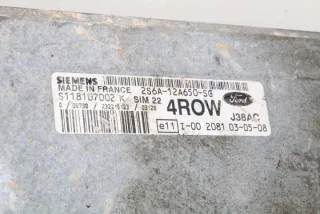 SIEMENS
MADE IN FRANCE 2S6A-12A650-SG
S118107002 K SIM 22 4ROW Ford J38AC
e11 I-00 2081 03-05-08